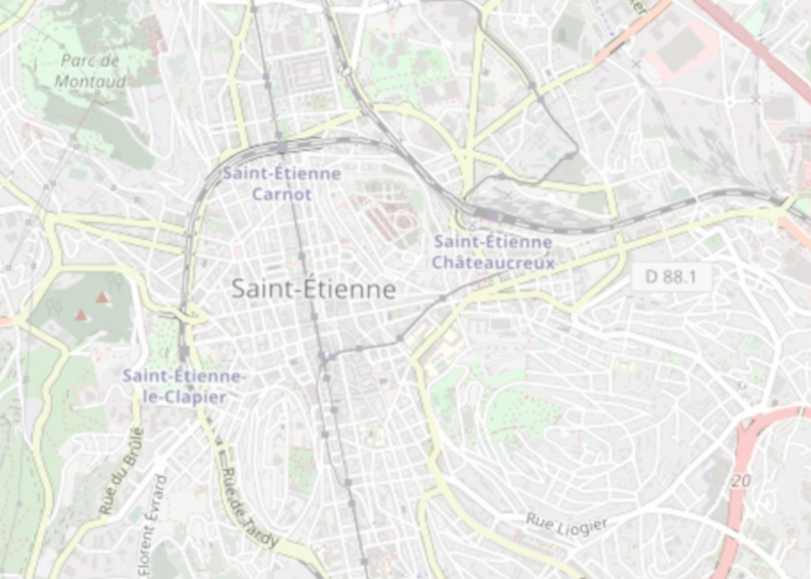 Parc de
Montaud
Saint-Étienne
Carnot
Saint-Étienne
Châteaucreux
D 88.1
Saint-Étienne
Saint-Étienne-
le-Clapier
Rue du Brûlé
Florent Évrard
Rue de Tardy
Rue Liogier
20